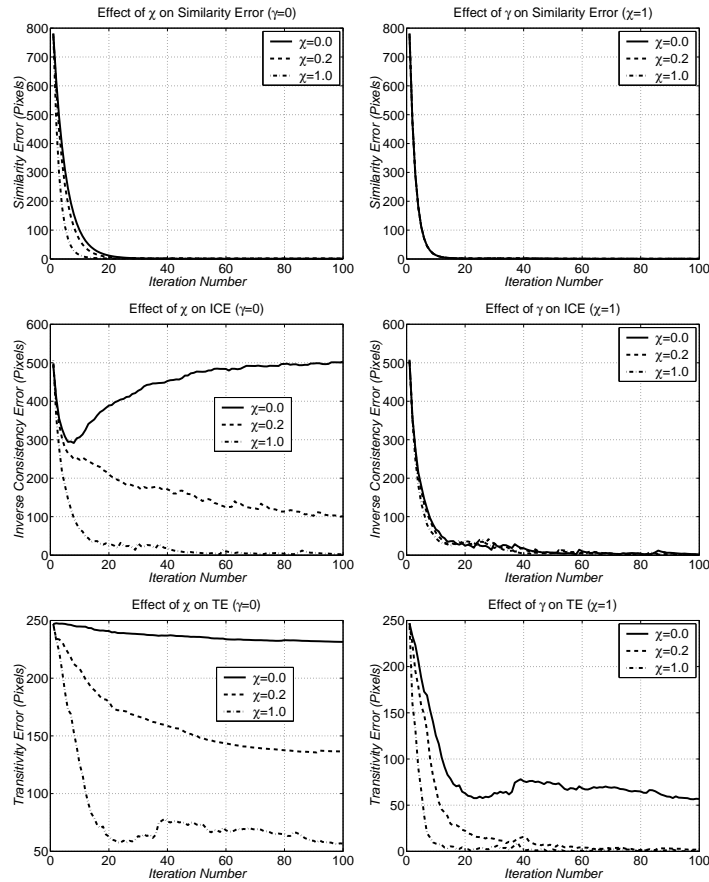 Effect of χ on Similarity Error (γ=0)
Similarity Error (Pixels)
800
700
600
500
400
300
200
100
0
χ=0.0
χ=0.2
χ=1.0
0 20 40 60 80 100
Iteration Number
Effect of γ on Similarity Error (χ=1)
Similarity Error (Pixels)
800
700
600
500
400
300
200
100
0
χ=0.0
χ=0.2
χ=1.0
0 20 40 60 80 100
Iteration Number
Effect of χ on ICE (γ=0)
Inverse Consistency Error (Pixels)
600
500
400
300
200
100
0
χ=0.0
χ=0.2
χ=1.0
0 20 40 60 80 100
Iteration Number
Effect of γ on ICE (χ=1)
Inverse Consistency Error (Pixels)
600
500
400
300
200
100
0
χ=0.0
χ=0.2
χ=1.0
0 20 40 60 80 100
Iteration Number
Effect of χ on TE (γ=0)
Transitivity Error (Pixels)
250
200
150
100
50
χ=0.0
χ=0.2
χ=1.0
0 20 40 60 80 100
Iteration Number
Effect of γ on TE (χ=1)
Transitivity Error (Pixels)
250
200
150
100
50
0
χ=0.0
χ=0.2
χ=1.0
0 20 40 60 80 100
Iteration Number